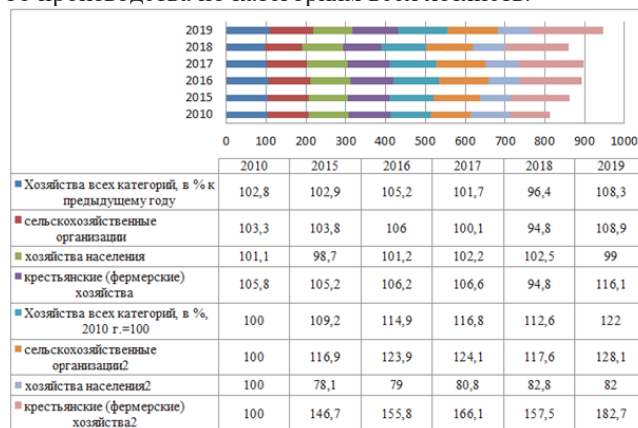 2019
2018
2017
2016
2015
2010
0 100 200 300 400 500 600 700 800 900 1000
2010 2015 2016 2017 2018 2019
Хозяйства всех категорий, в % к предыдущему году 102,8 102,9 105,2 101,7 96,4 108,3
сельскохозяйственные организации 103,3 103,8 106 100,1 94,8 108,9
хозяйства населения 101,1 98,7 101,2 102,2 102,5 99
крестьянские (фермерские) хозяйства 105,8 105,2 106,2 106,6 94,8 116,1
Хозяйства всех категорий, в %, 2010 г.=100 100 109,2 114,9 116,8 112,6 122
сельскохозяйственные организации2 100 116,9 123,9 124,1 117,6 128,1
хозяйства населения2 100 78,1 79 80,8 82,8 82
крестьянские (фермерские) хозяйства2 100 146,7 155,8 166,1 157,5 182,7